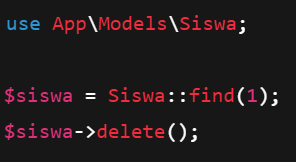 use App\Models\Siswa;
$siswa = Siswa::find(1);
$siswa->delete();